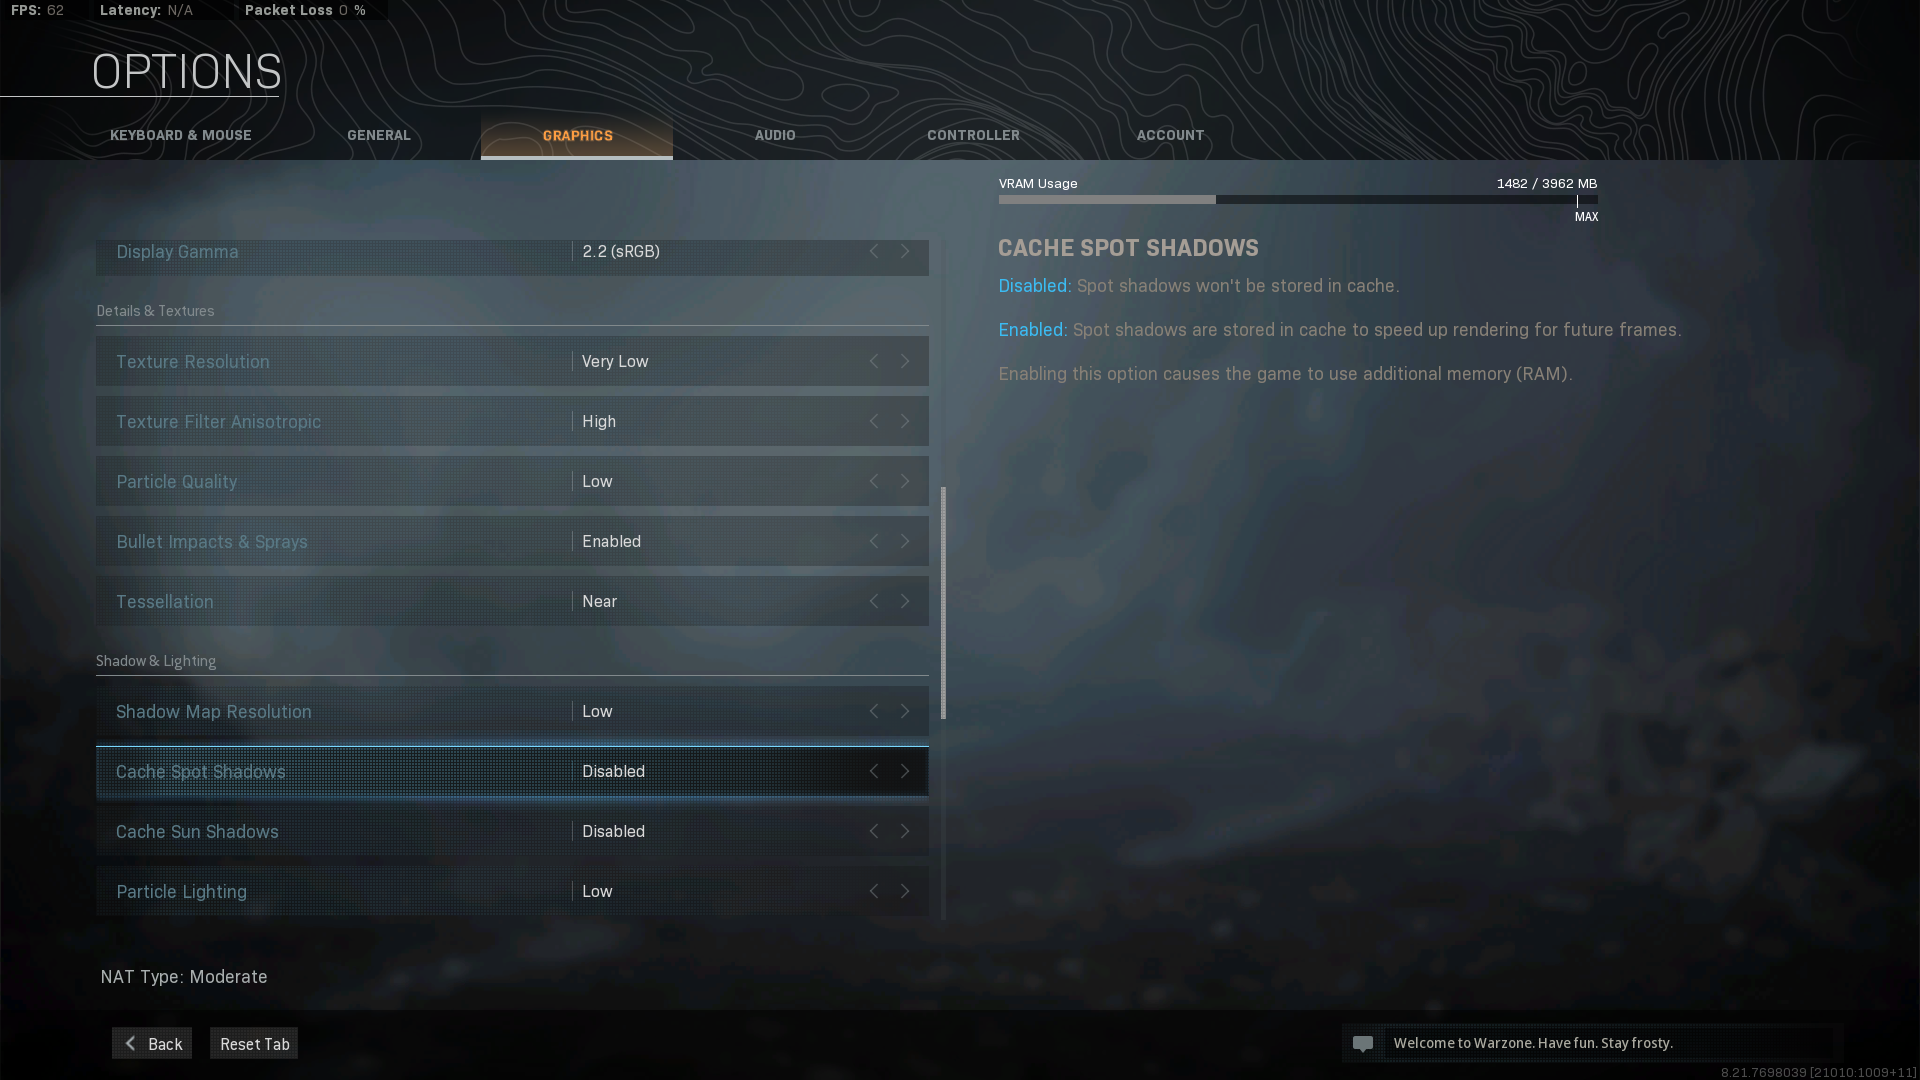 FPS: 62 Latency: N/A Packet Loss 0 %
OPTIONS
KEYBOARD & MOUSE GENERAL GRAPHICS AUDIO CONTROLLER ACCOUNT
VRAM Usage 1482 / 3962 MB
MAX
Display Gamma 2.2 (sRGB)
Details & Textures
Texture Resolution Very Low
Texture Filter Anisotropic High
Particle Quality Low
Bullet Impacts & Sprays Enabled
Tessellation Near
Shadow & Lighting
Shadow Map Resolution Low
Cache Spot Shadows Disabled
Cache Sun Shadows Disabled
Particle Lighting Low
CACHE SPOT SHADOWS
Disabled: Spot shadows won't be stored in cache.
Enabled: Spot shadows are stored in cache to speed up rendering for future frames.
Enabling this option causes the game to use additional memory (RAM).
NAT Type: Moderate
Back Reset Tab
Welcome to Warzone. Have fun. Stay frosty.
8.21.7698039 [21010:1009+11]